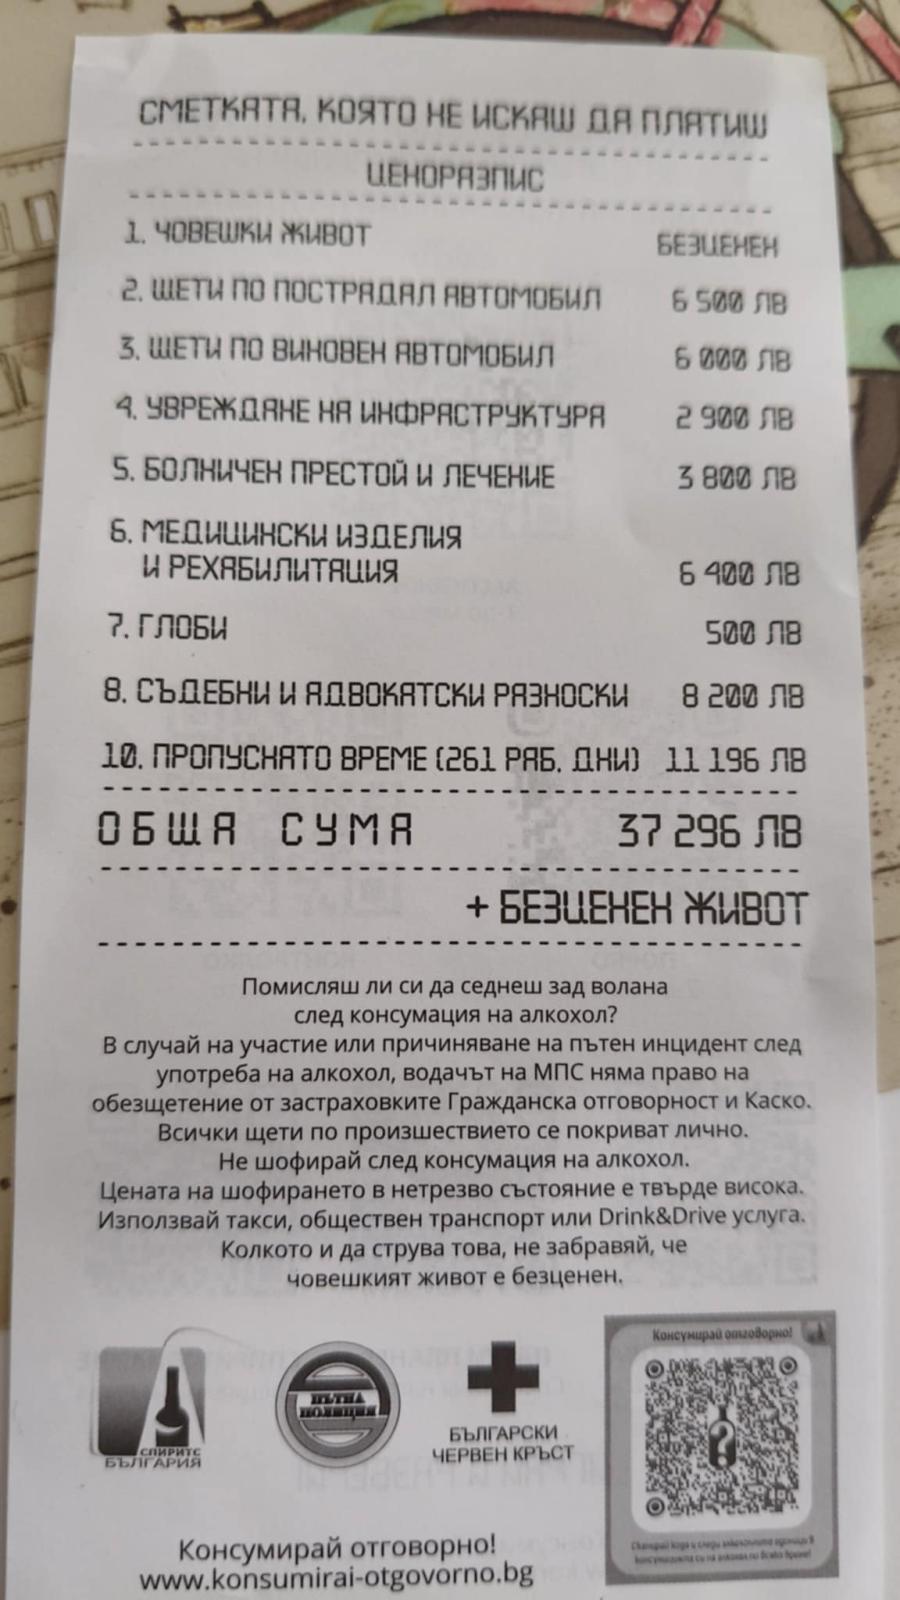 СМЕТКАТА, КОЯТО НЕ ИСКАШ ДА ПЛАТИШ
ЦЕНОРАЗПИС
1. ЧОВЕШКИ ЖИВОТ БЕЗЦЕНЕН
2. ЩЕТИ ПО ПОСТРАДАЛ АВТОМОБИЛ 6 500 ЛВ
3. ЩЕТИ ПО ВИНОВЕН АВТОМОБИЛ 6 000 ЛВ
4. УВРЕЖДАНЕ НА ИНФРАСТРУКТУРА 2 900 ЛВ
5. БОЛНИЧЕН ПРЕСТОЙ И ЛЕЧЕНИЕ 3 800 ЛВ
6. МЕДИЦИНСКИ ИЗДЕЛИЯ
И РЕХАБИЛИТАЦИЯ 6 400 ЛВ
7. ГЛОБИ 500 ЛВ
8. СЪДЕБНИ И АДВОКАТСКИ РАЗНОСКИ 8 200 ЛВ
10. ПРОПУСНАТО ВРЕМЕ (261 РАБ. ДНИ) 11 196 ЛВ
ОБЩА СУМА 37 296 ЛВ
+ БЕЗЦЕНЕН ЖИВОТ
Помисляш ли си да седнеш зад волана
след консумация на алкохол?
В случай на участие или причиняване на пътен инцидент след
употреба на алкохол, водачът на МПС няма право на
обезщетение от застраховките Гражданска отговорност и Каско.
Всички щети по произшествието се покриват лично.
Не шофирай след консумация на алкохол.
Цената на шофирането в нетрезво състояние е твърде висока.
Използвай такси, обществен транспорт или Drink&Drive услуга.
Колкото и да струва това, не забравяй, че
човешкият живот е безценен.
СПИРИТС
БЪЛГАРИЯ
ПЪТНА
ПОЛИЦИЯ
БЪЛГАРСКИ
ЧЕРВЕН КРЪСТ
Консумирай отговорно!
Консумирай отговорно!
www.konsumirai-otgovorno.bg